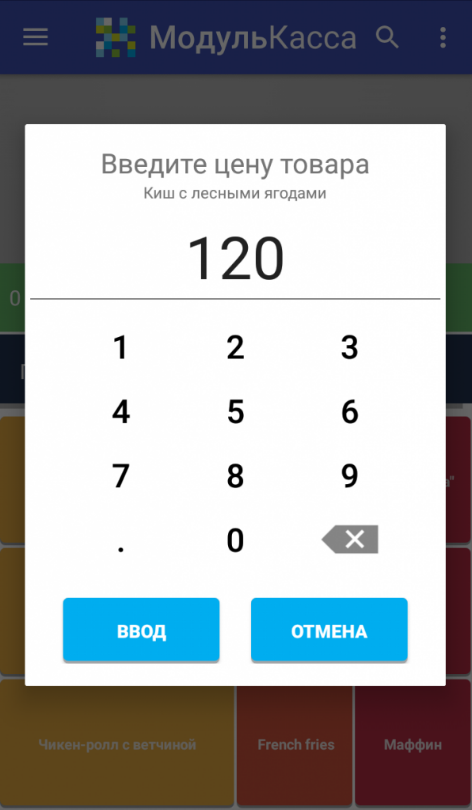 МодульКасса
Введите цену товара
Киш с лесными ягодами
120
0
1 2 3
4 5 6
7 8 9
. 0
ВВОД ОТМЕНА
Чикен-ролл с ветчиной French fries Маффин